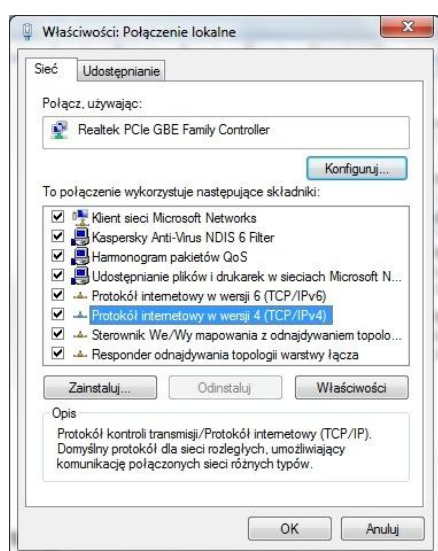 Właściwości: Połączenie lokalne
Sieć Udostępnianie
Połącz, używając:
Realtek PCIe GBE Family Controller
Konfiguruj...
To połączenie wykorzystuje następujące składniki:
Klient sieci Microsoft Networks
Kaspersky Anti-Virus NDIS 6 Filter
Harmonogram pakietów QoS
Udostępnianie plików i drukarek w sieciach Microsoft N...
Protokół internetowy w wersji 6 (TCP/IPv6)
Protokół internetowy w wersji 4 (TCP/IPv4)
Sterownik We/Wy mapowania z odnajdywaniem topolo...
Responder odnajdywania topologii warstwy łącza
Zainstaluj... Odinstaluj Właściwości
Opis
Protokół kontroli transmisji/Protokół internetowy (TCP/IP).
Domyślny protokół dla sieci rozległych, umożliwiający
komunikację połączonych sieci różnych typów.
OK Anuluj